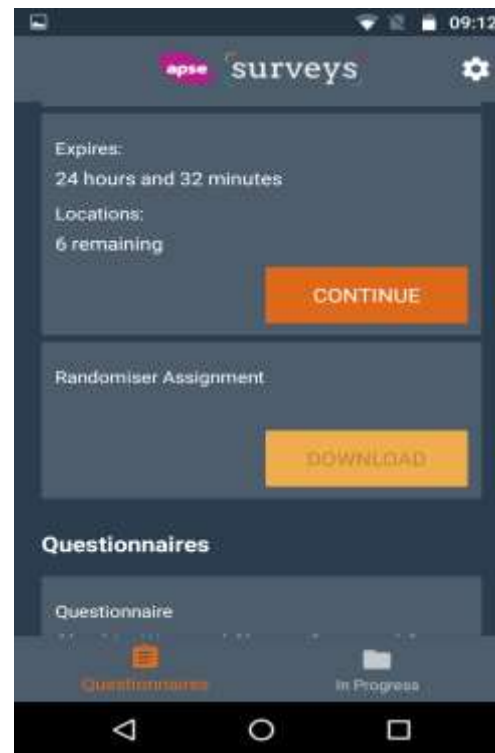 09:12
apse surveys
Expires:
24 hours and 32 minutes
Locations:
6 remaining
CONTINUE
Randomiser Assignment
DOWNLOAD
Questionnaires
Questionnaire
Questionnaires
In Progress